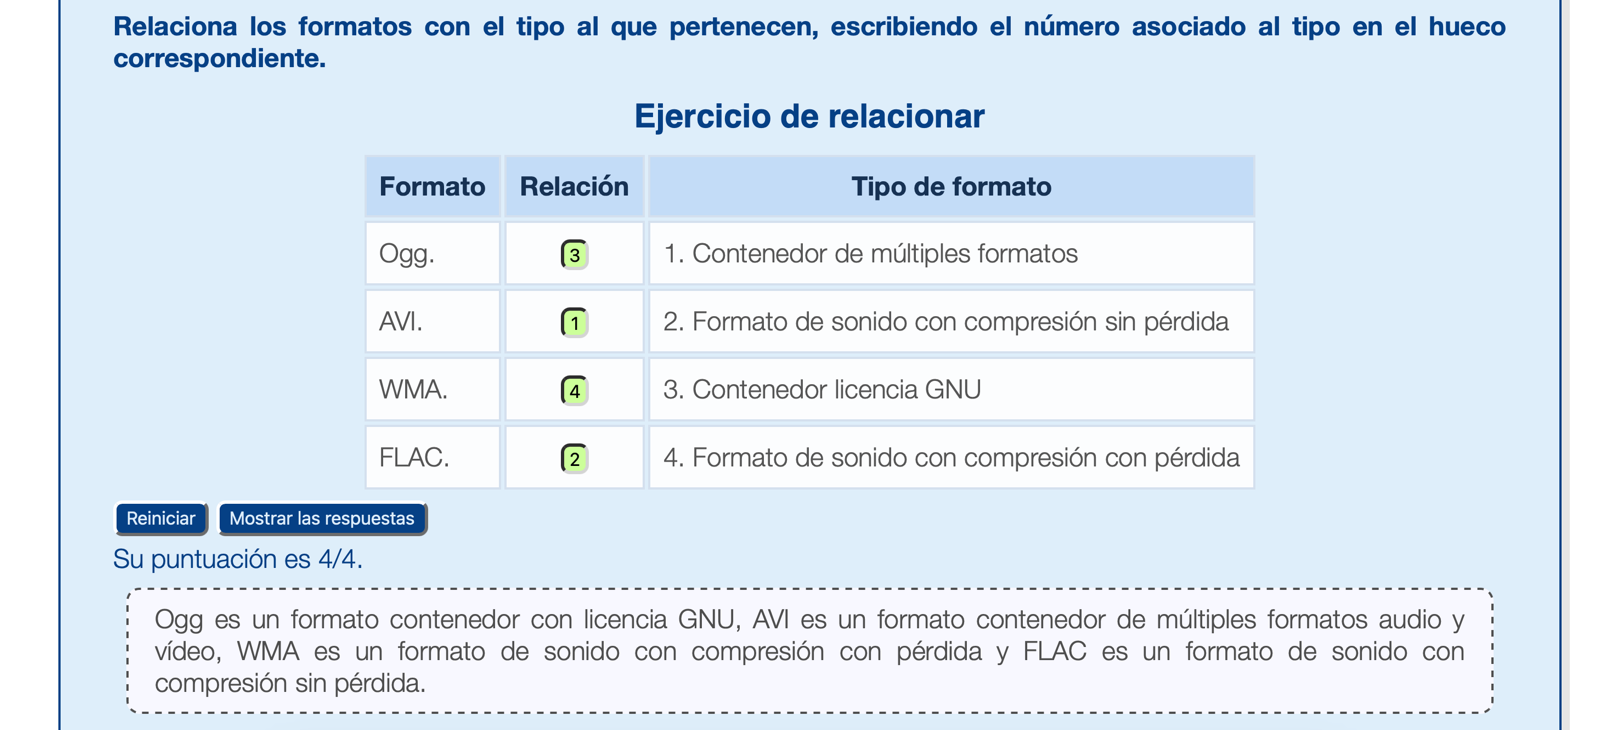 Relaciona los formatos con el tipo al que pertenecen, escribiendo el número asociado al tipo en el hueco
correspondiente.
Ejercicio de relacionar
Formato Relación Tipo de formato
Ogg. 3 1. Contenedor de múltiples formatos
AVI. 1 2. Formato de sonido con compresión sin pérdida
WMA. 4 3. Contenedor licencia GNU
FLAC. 2 4. Formato de sonido con compresión con pérdida
Reiniciar Mostrar las respuestas
Su puntuación es 4/4.
Ogg es un formato contenedor con licencia GNU, AVI es un formato contenedor de múltiples formatos audio y
vídeo, WMA es un formato de sonido con compresión con pérdida y FLAC es un formato de sonido con
compresión sin pérdida.